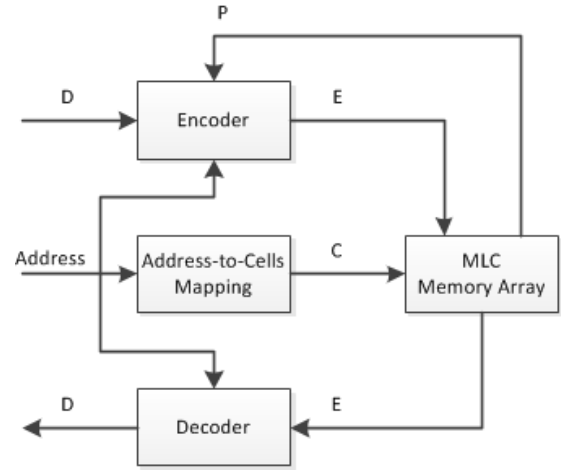 P
D
E
Encoder
Address
Address-to-Cells
Mapping
C
MLC
Memory Array
D
E
Decoder